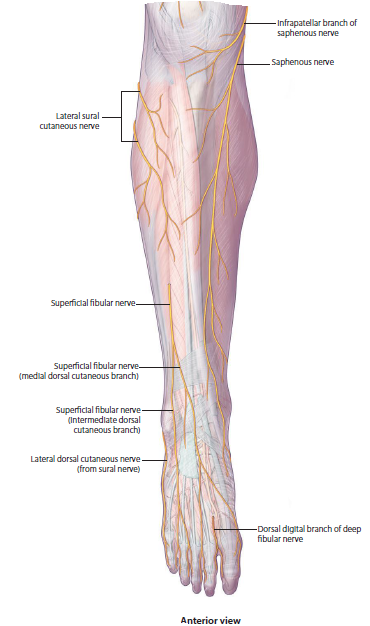 Infrapatellar branch of
saphenous nerve
Saphenous nerve
Lateral sural
cutaneous nerve
Superficial fibular nerve
Superficial fibular nerve
(medial dorsal cutaneous branch)
Superficial fibular nerve
(intermediate dorsal
cutaneous branch)
Lateral dorsal cutaneous nerve
(from sural nerve)
Dorsal digital branch of deep
fibular nerve
Anterior view